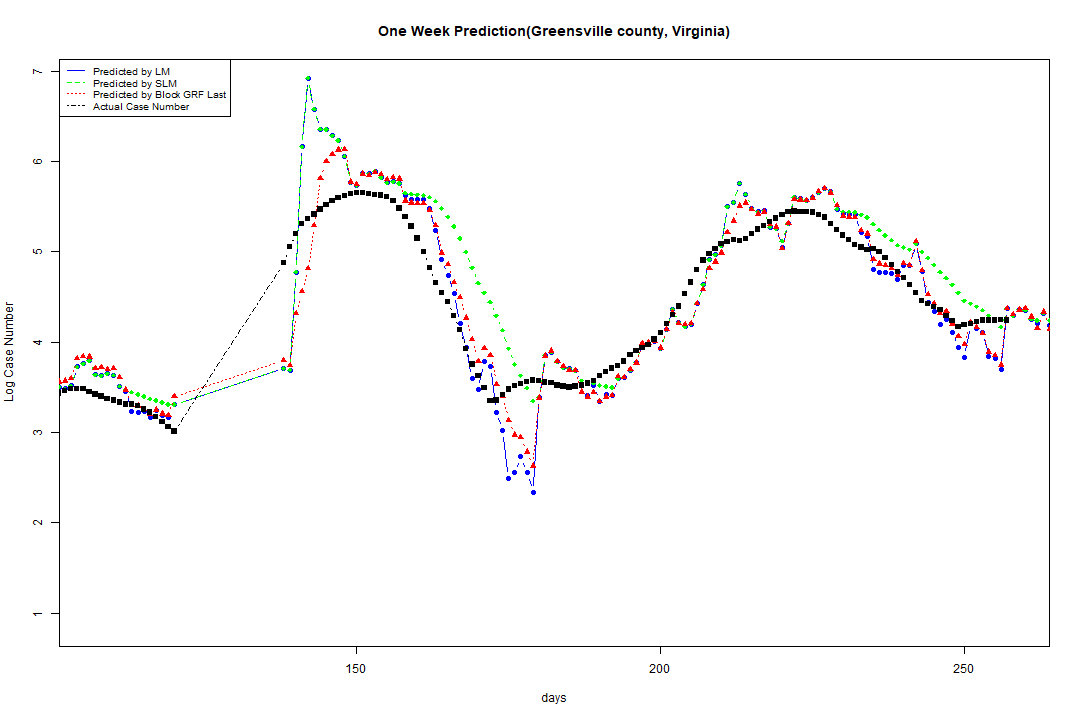 One Week Prediction(Greensville county, Virginia)
Predicted by LM
Predicted by SLM
Predicted by Block GRF Last
Actual Case Number
7
6
5
4
3
2
1
Log Case Number
150 200 250
days